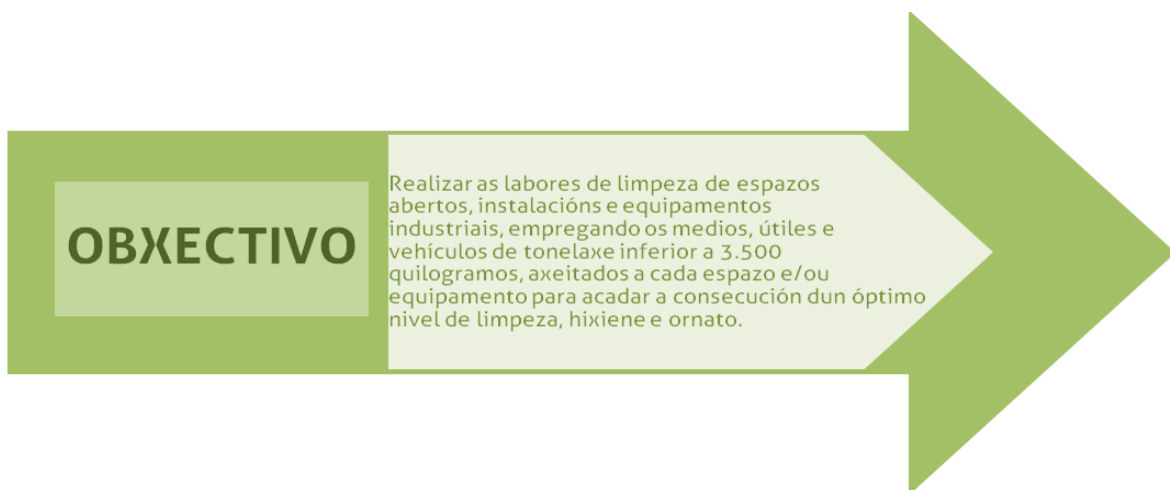 OBXECTIVO
Realizar as labores de limpeza de espazos
abertos, instalacións e equipamentos
industriais, empregando os medios, útiles e
vehículos de tonelaxe inferior a 3.500
quilogramos, axeitados a cada espazo e/ou
equipamento para acadar a consecución dun óptimo
nivel de limpeza, hixiene e ornato.